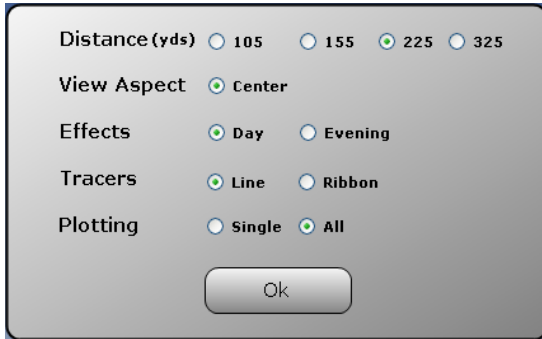 Distance (yds) 105 155 225 325
View Aspect Center
Effects Day Evening
Tracers Line Ribbon
Plotting Single All
Ok